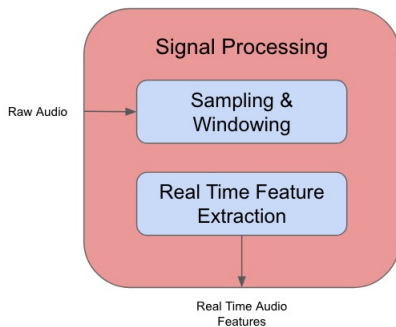 Signal Processing
Raw Audio
Sampling &
Windowing
Real Time Feature
Extraction
Real Time Audio
Features